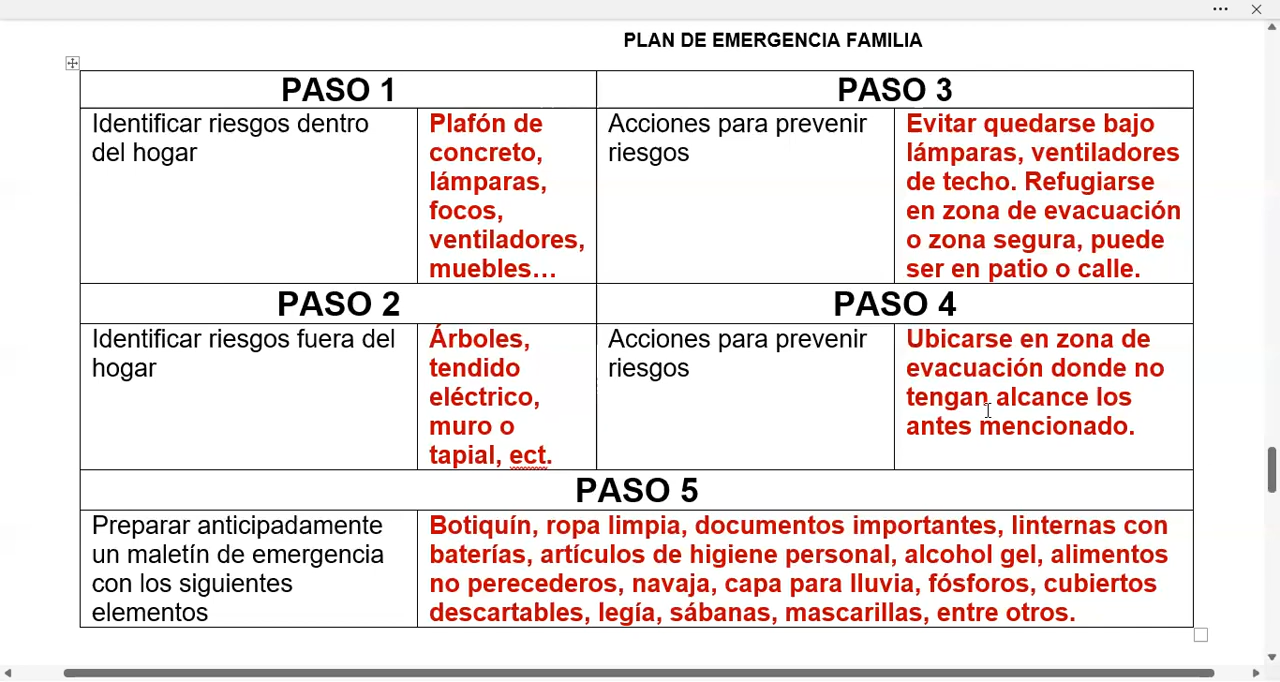 PLAN DE EMERGENCIA FAMILIA
PASO 1
Identificar riesgos dentro
del hogar
Plafón de
concreto,
lámparas,
focos,
ventiladores,
muebles…
PASO 3
Acciones para prevenir
riesgos
Evitar quedarse bajo
lámparas, ventiladores
de techo. Refugiarse
en zona de evacuación
o zona segura, puede
ser en patio o calle.
PASO 2
Identificar riesgos fuera del
hogar
Árboles,
tendido
eléctrico,
muro o
tapial, ect.
PASO 4
Acciones para prevenir
riesgos
Ubicarse en zona de
evacuación donde no
tengan alcance los
antes mencionado.
PASO 5
Preparar anticipadamente
un maletín de emergencia
con los siguientes
elementos
Botiquín, ropa limpia, documentos importantes, linternas con
baterías, artículos de higiene personal, alcohol gel, alimentos
no perecederos, navaja, capa para lluvia, fósforos, cubiertos
descartables, legía, sábanas, mascarillas, entre otros.